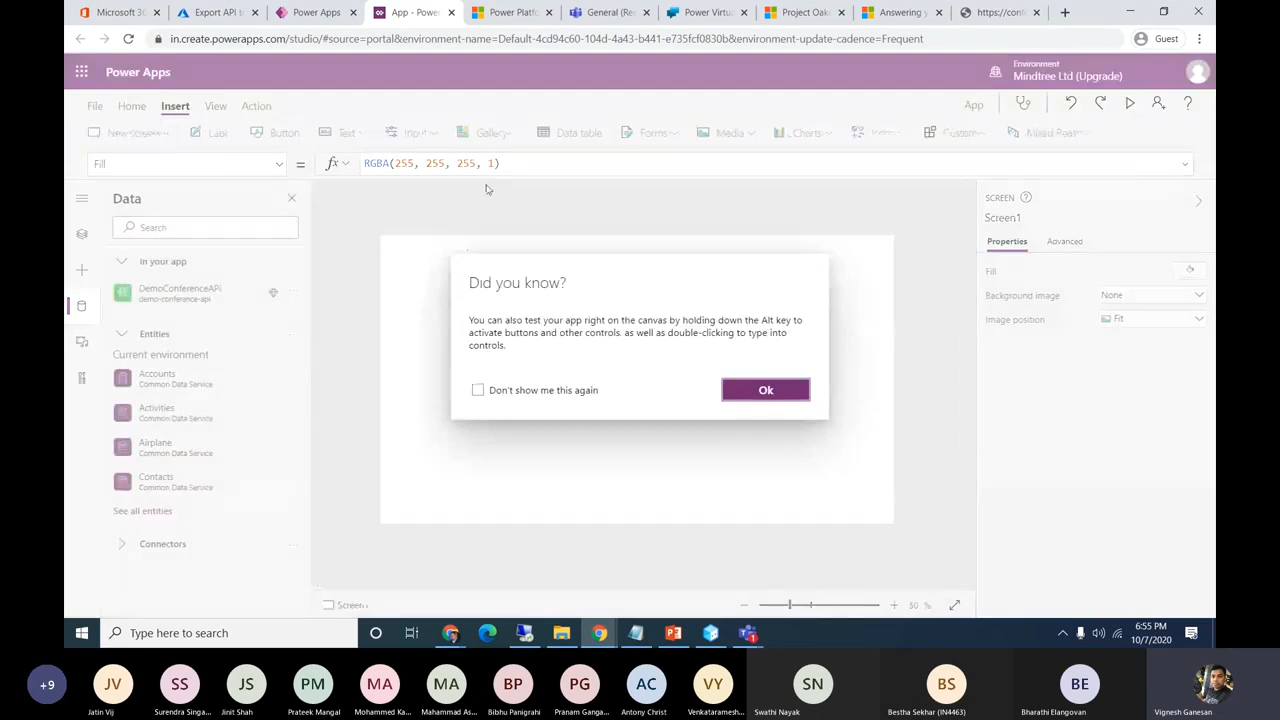 Microsoft 36
Export API to
Power Apps
App - Power
Power Platf
General (Re
Power Virtu
Project Oak
Answering y
https://conf
in.create.powerapps.com/studio/#source=portal&environment-name=Default-4cd94c60-104d-4a43-b441-e735fcf0830b&environment-update-cadence=Frequent
Guest
Power Apps
Environment
Mindtree Ltd (Upgrade)
File Home Insert View Action
App
Label Button Text Input Gallery Data table Forms Media Charts Custom
Fill = fx RGBA(255, 255, 255, 1)
Data
Search
In your app
DemoConferenceAPI
demo-conference-api
Entities
Current environment
Accounts
Common Data Service
Activities
Common Data Service
Airplane
Common Data Service
Contacts
Common Data Service
See all entities
Connectors
Did you know?
You can also test your app right on the canvas by holding down the Alt key to
activate buttons and other controls, as well as double-clicking to type into
controls.
Don't show me this again
Ok
SCREEN
Screen1
Properties Advanced
Fill
Background image None
Image position Fit
Screen
50 %
Type here to search
6:55 PM
10/7/2020
+9 JV SS JS PM MA MA BP PG AC VY SN BS BE
Jatin Vij Surendra Singa... Jinit Shah Prateek Mangal Mohammed Ka... Mahammad As... Bibhu Panigrahi Pranam Ganga... Antony Christ Venkataramesh... Swathi Nayak Bestha Sekhar (IN4463) Bharathi Elangovan Vignesh Ganesan